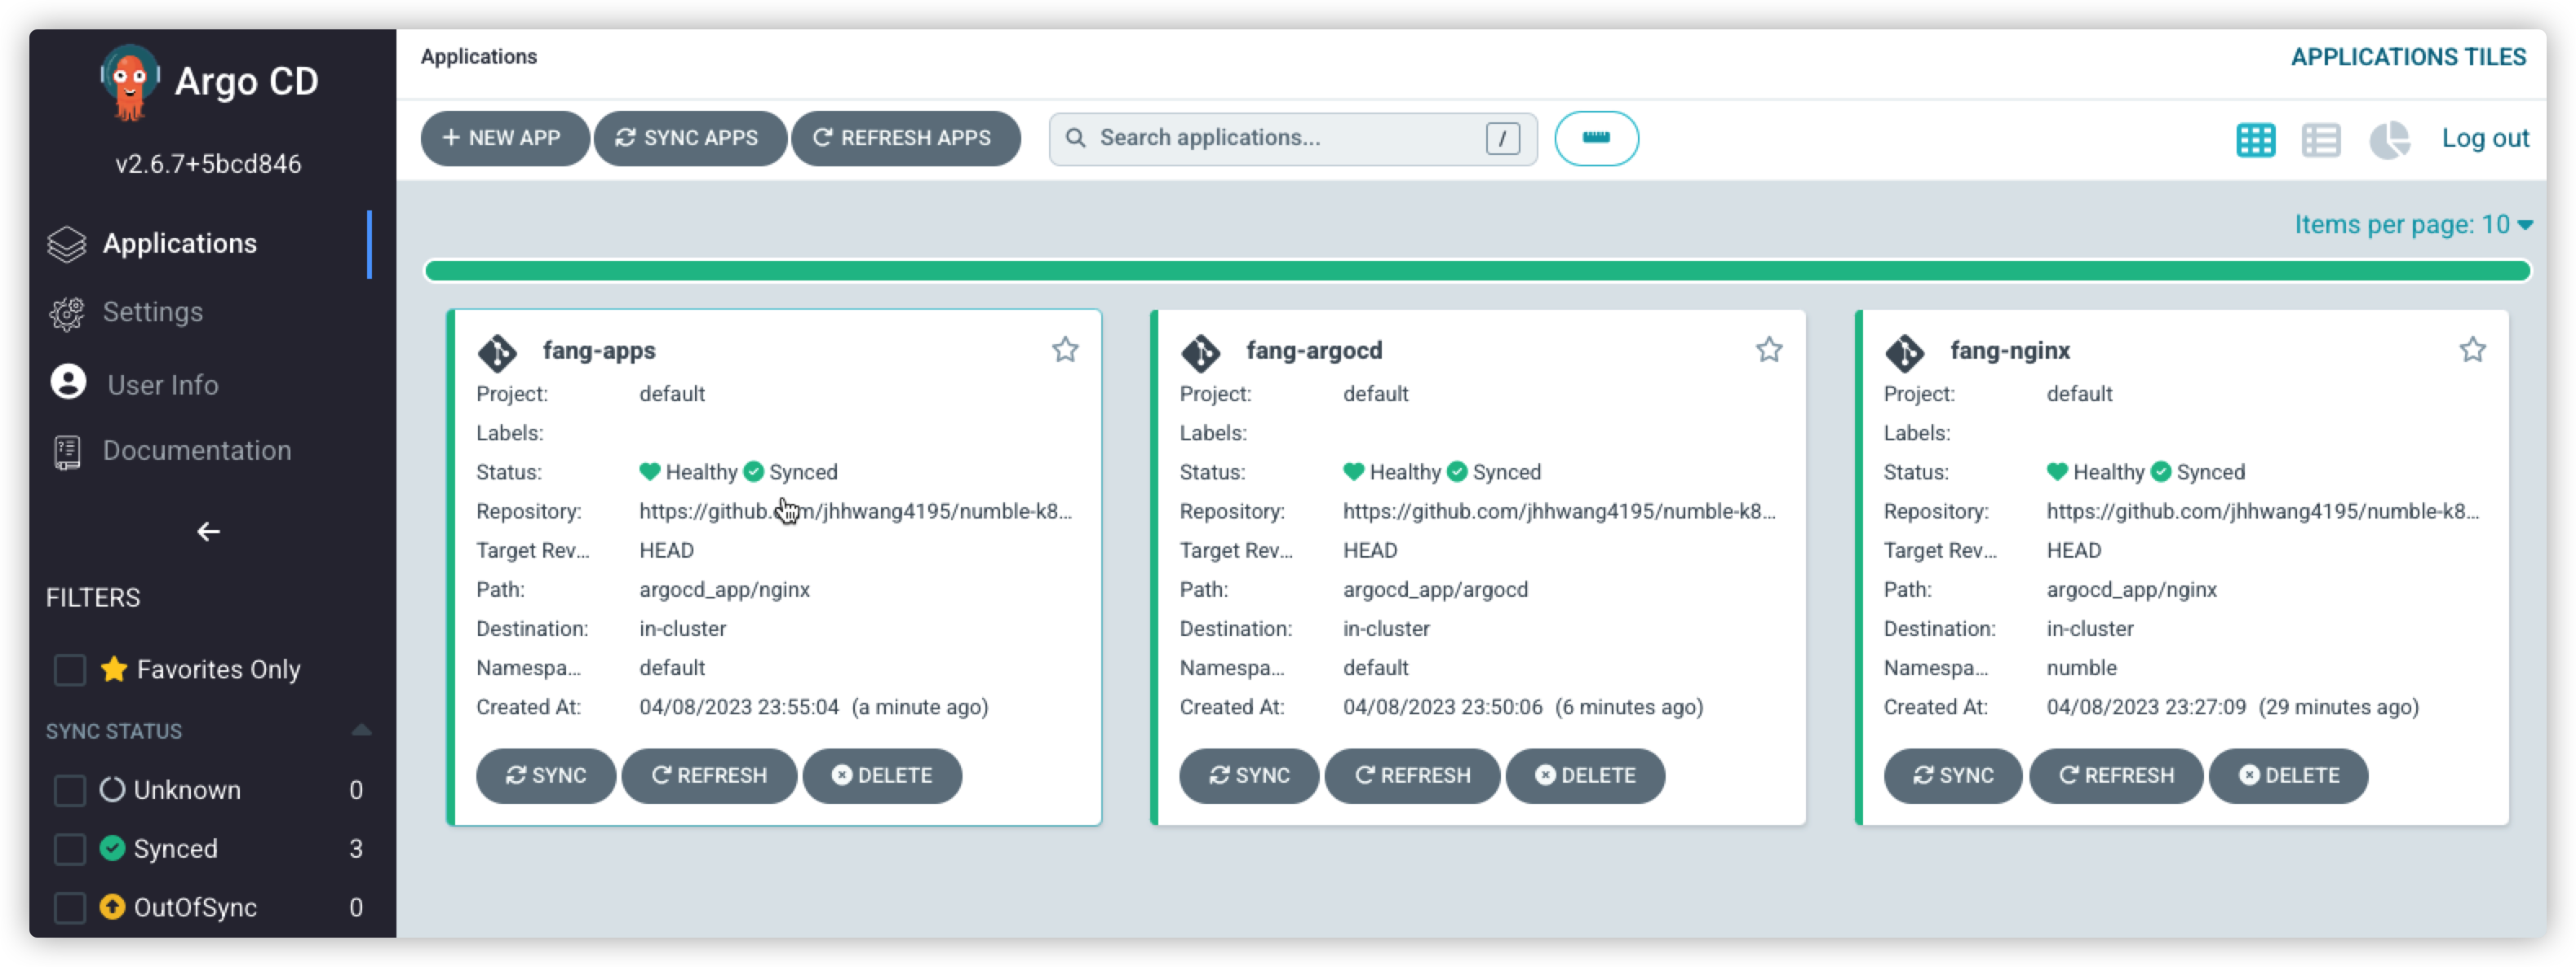 Argo CD
v2.6.7+5bcd846
Applications
Settings
User Info
Documentation
FILTERS
Favorites Only
SYNC STATUS
Unknown 0
Synced 3
OutOfSync 0
Applications
APPLICATIONS TILES
+ NEW APP
SYNC APPS
REFRESH APPS
Search applications...
/
Log out
Items per page: 10
fang-apps
Project: default
Labels:
Status: Healthy Synced
Repository: https://github. m/jhhwang4195/numble-k8...
Target Rev... HEAD
Path: argocd_app/nginx
Destination: in-cluster
Namespa... default
Created At: 04/08/2023 23:55:04 (a minute ago)
SYNC
REFRESH
DELETE
fang-argocd
Project: default
Labels:
Status: Healthy Synced
Repository: https://github.com/jhhwang4195/numble-k8...
Target Rev... HEAD
Path: argocd_app/argocd
Destination: in-cluster
Namespa... default
Created At: 04/08/2023 23:50:06 (6 minutes ago)
SYNC
REFRESH
DELETE
fang-nginx
Project: default
Labels:
Status: Healthy Synced
Repository: https://github.com/jhhwang4195/numble-k8...
Target Rev... HEAD
Path: argocd_app/nginx
Destination: in-cluster
Namespa... numble
Created At: 04/08/2023 23:27:09 (29 minutes ago)
SYNC
REFRESH
DELETE